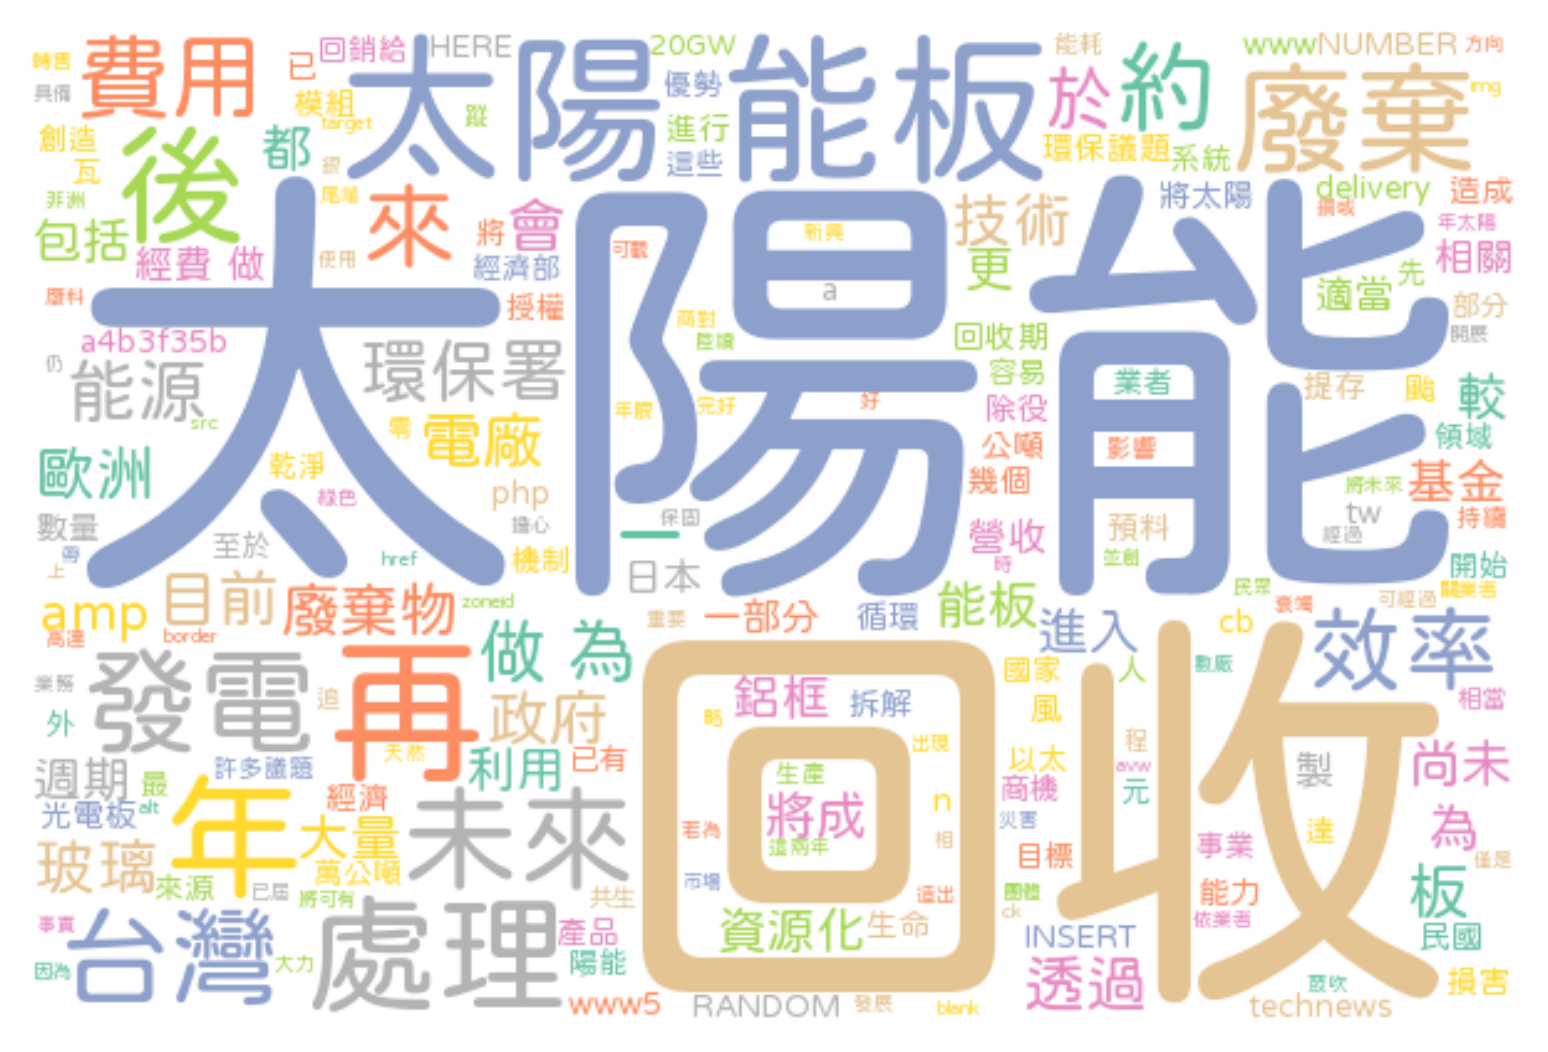 轉售
費用
已
回銷給
HERE
20GW
能耗
www
NUMBER
方向
具備
模組
target
蹤
太陽能板
優勢
於
約
廢棄
img
創造
瓦
後
都
銀
進行
這些
環保議題
系統
非洲
尾端
delivery
造成
包括
經費 做
使用
來
將
會
經濟部
可觀
新興
技術
更
將太陽
年太陽
相關
適當
先
授權
太陽能
a
部分
開展
a4b3f35b
能源
環保署
兩對
陸續
回收期
容易
業者
提存
颱
較
仍
src
零
電廠
年限
完好
好
除役
公噸
影響
領域
歐洲
乾淨
綠色
php
幾個
將未來
基金
數量
至於
擔心
保固
一
營收
時
預料
並創
tw
經過
持續
帶
上
href
機制
日本
開始
amp
目前
廢棄物
zoneid
重要
一部分
循環
能板
進入
民眾
衰竭
可經過
關業者
高達
border
做 為
cb
效率
業務
發電
追
再
政府
回收
鋁框
拆解
略
出現
國家
人
數廠
風
相當
外
天然
利用
已有
許多議題
週期
最
alt
經濟
生產
以太
商機
程
avw
元
製
尚未
光電板
年
大量
未來
將成
這兩年
若為
n
相
災害
目標
事業
達
為
僅是
玻璃
來源
已屆
將可有
萬公噸
共生
市場
造出
團體
ck
能力
依業者
板
事實
台灣
處理
產品
資源化
生命
INSERT
民國
因為
大力
陽能
透過
鼓吹
損害
www5
RANDOM
發展
blank
technews